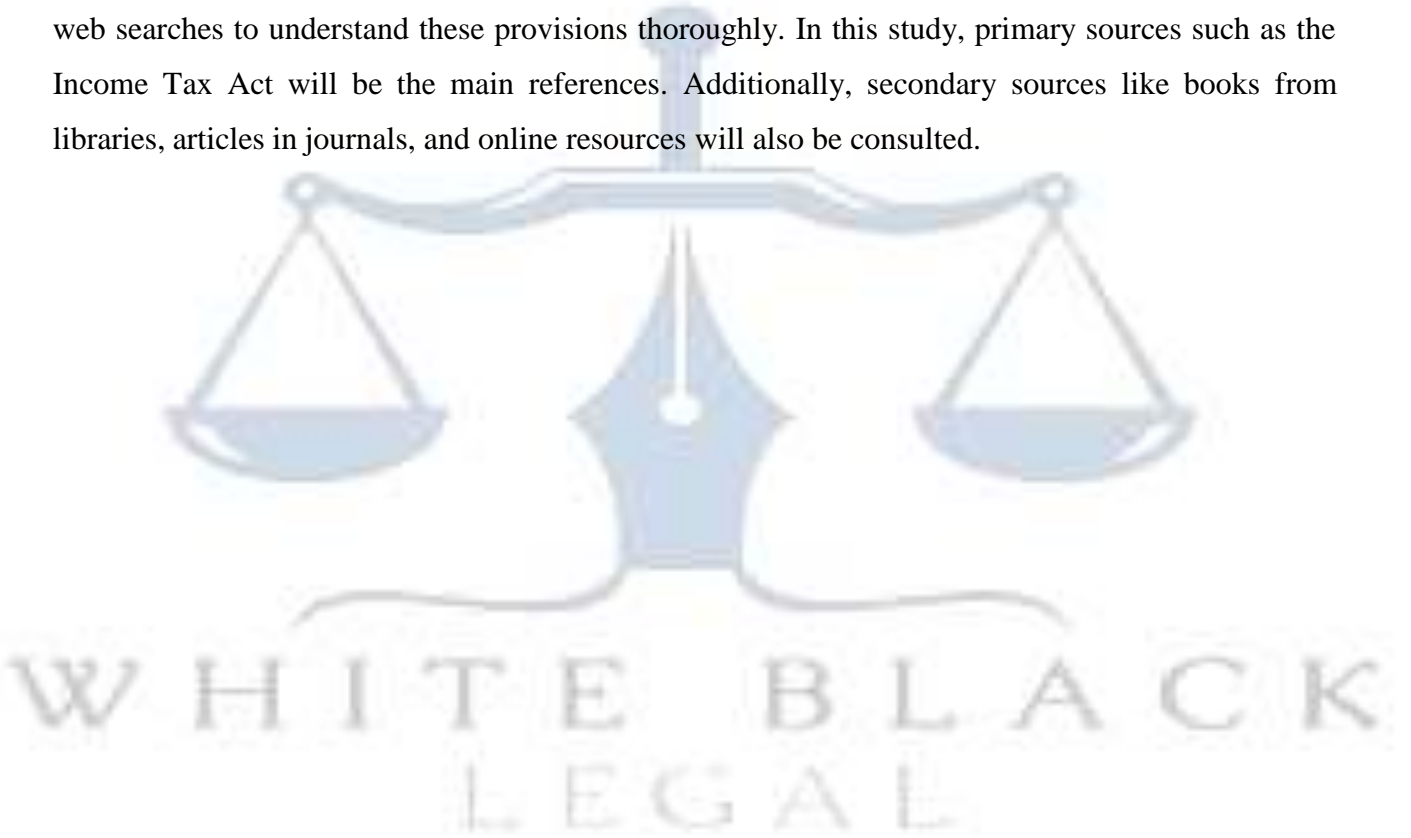 web searches to understand these provisions thoroughly. In this study, primary sources such as the
Income Tax Act will be the main references. Additionally, secondary sources like books from
libraries, articles in journals, and online resources will also be consulted.
WHITE BLACK
LEGAL